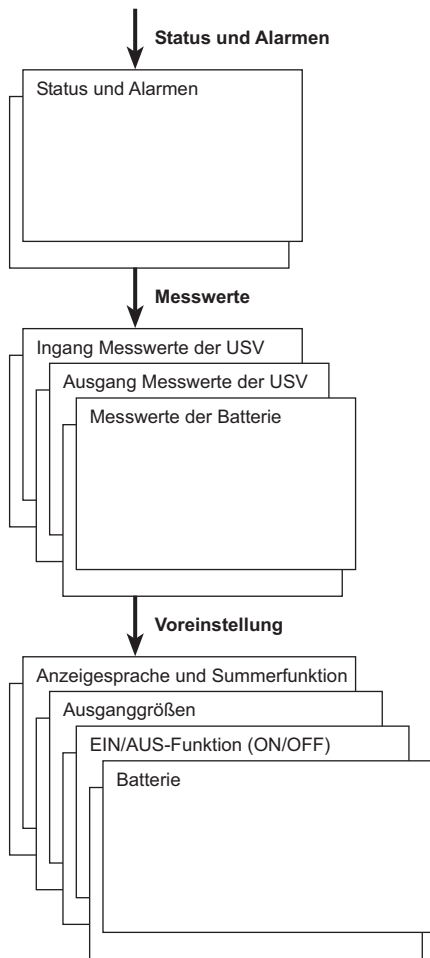 Status und Alarmen
Status und Alarmen
Messwerte
Ingang Messwerte der USV
Ausgang Messwerte der USV
Messwerte der Batterie
Voreinstellung
Anzeigesprache und Summerfunktion
Ausganggrößen
EIN/AUS-Funktion (ON/OFF)
Batterie